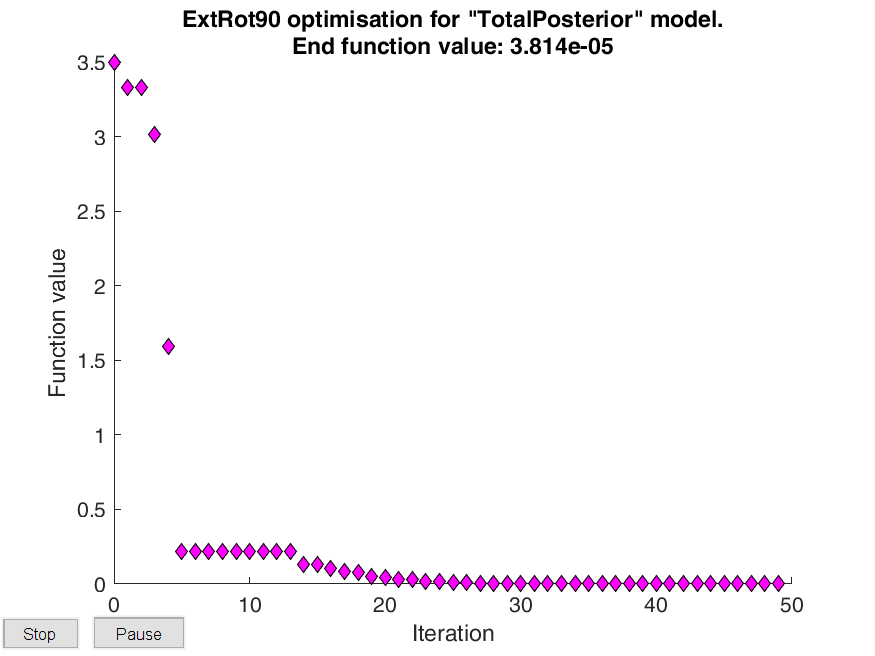 ExtRot90 optimisation for "TotalPosterior" model.
End function value: 3.814e-05
3.5
3
2.5
2
1.5
1
0.5
0
Function value
0 10 20 30 40 50
Iteration
Stop Pause